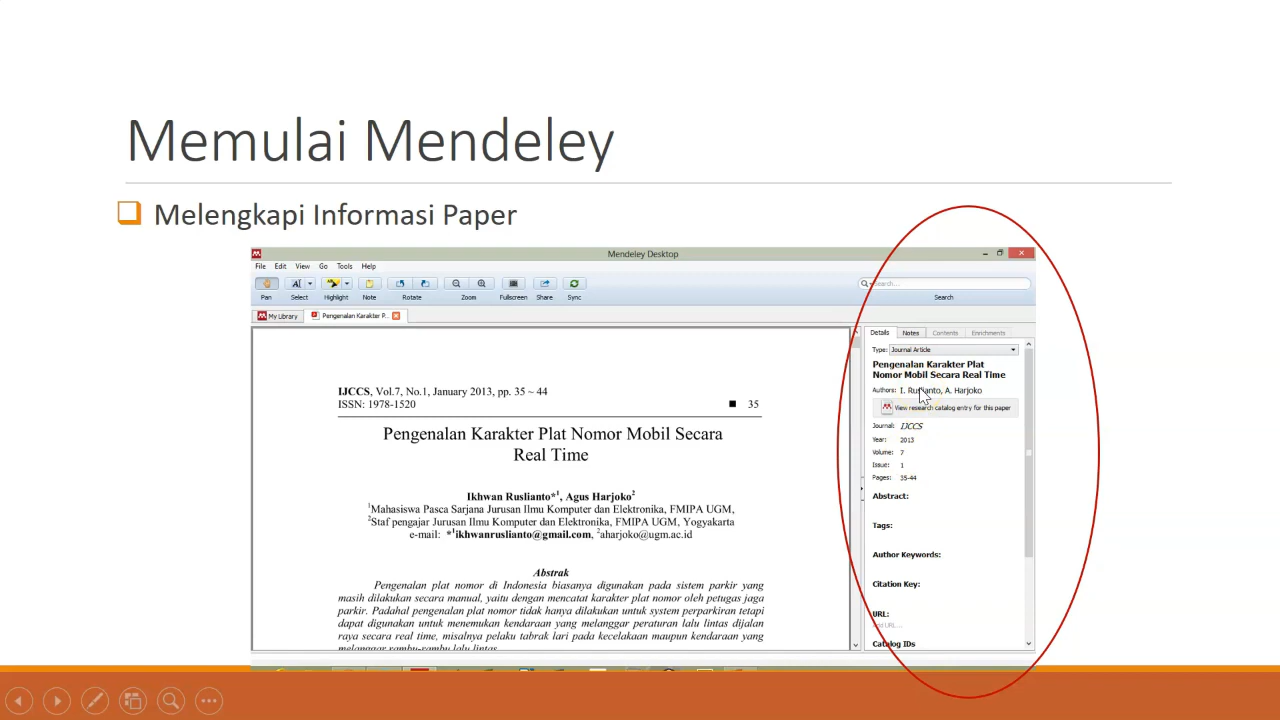 Memulai Mendeley
Melengkapi Informasi Paper
Mendeley Desktop
File Edit View Go Tools Help
Pan Select Highlight Note Rotate Zoom Fullscreen Share Sync
Search...
Search
My Library Pengenalan Karakter P...
Details Notes Contents Enrichments
IJCCS, Vol.7, No.1, January 2013, pp. 35 ~ 44
ISSN: 1978-1520 ■ 35
Pengenalan Karakter Plat Nomor Mobil Secara
Real Time
Ikhwan Ruslianto*1, Agus Harjoko2
1Mahasiswa Pasca Sarjana Jurusan Ilmu Komputer dan Elektronika, FMIPA UGM,
2Staf pengajar Jurusan Ilmu Komputer dan Elektronika, FMIPA UGM, Yogyakarta
e-mail: *1ikhwanruslianto@gmail.com, 2aharjoko@ugm.ac.id
Abstrak
Pengenalan plat nomor di Indonesia biasanya digunakan pada sistem parkir yang
masih dilakukan secara manual, yaitu dengan mencatat karakter plat nomor oleh petugas jaga
parkir. Padahal pengenalan plat nomor tidak hanya dilakukan untuk system perparkiran tetapi
dapat digunakan untuk menemukan kendaraan yang melanggar peraturan lalu lintas dijalan
raya secara real time, misalnya pelaku tabrak lari pada kecelakaan maupun kendaraan yang
melanggar rambu-rambu lalu lintas.
Type: Journal Article
Pengenalan Karakter Plat
Nomor Mobil Secara Real Time
Authors: I. Ruslianto, A. Harjoko
View research catalog entry for this paper
Journal: IJCCS
Year: 2013
Volume: 7
Issue: 1
Pages: 35-44
Abstract:
Tags:
Author Keywords:
Citation Key:
URL:
Add URL...
Catalog IDs